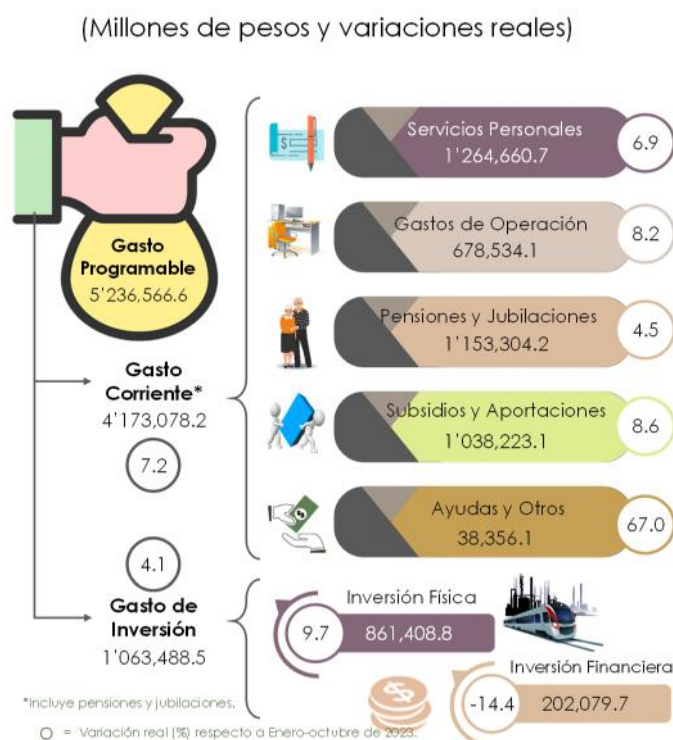 (Millones de pesos y variaciones reales)
Gasto
Programable
5'236,566.6
Gasto
Corriente*
4'173,078.2
7.2
Servicios Personales
1'264,660.7
6.9
Gastos de Operación
678,534.1
8.2
Pensiones y Jubilaciones
1'153,304.2
4.5
Subsidios y Aportaciones
1'038,223.1
8.6
Ayudas y Otros
38,356.1
67.0
4.1
Gasto de
Inversión
1'063,488.5
Inversión Física
9.7
861,408.8
Inversión Financiera
-14.4
202,079.7
*Incluye pensiones y jubilaciones.
= Variación real (%) respecto a Enero-octubre de 2023.